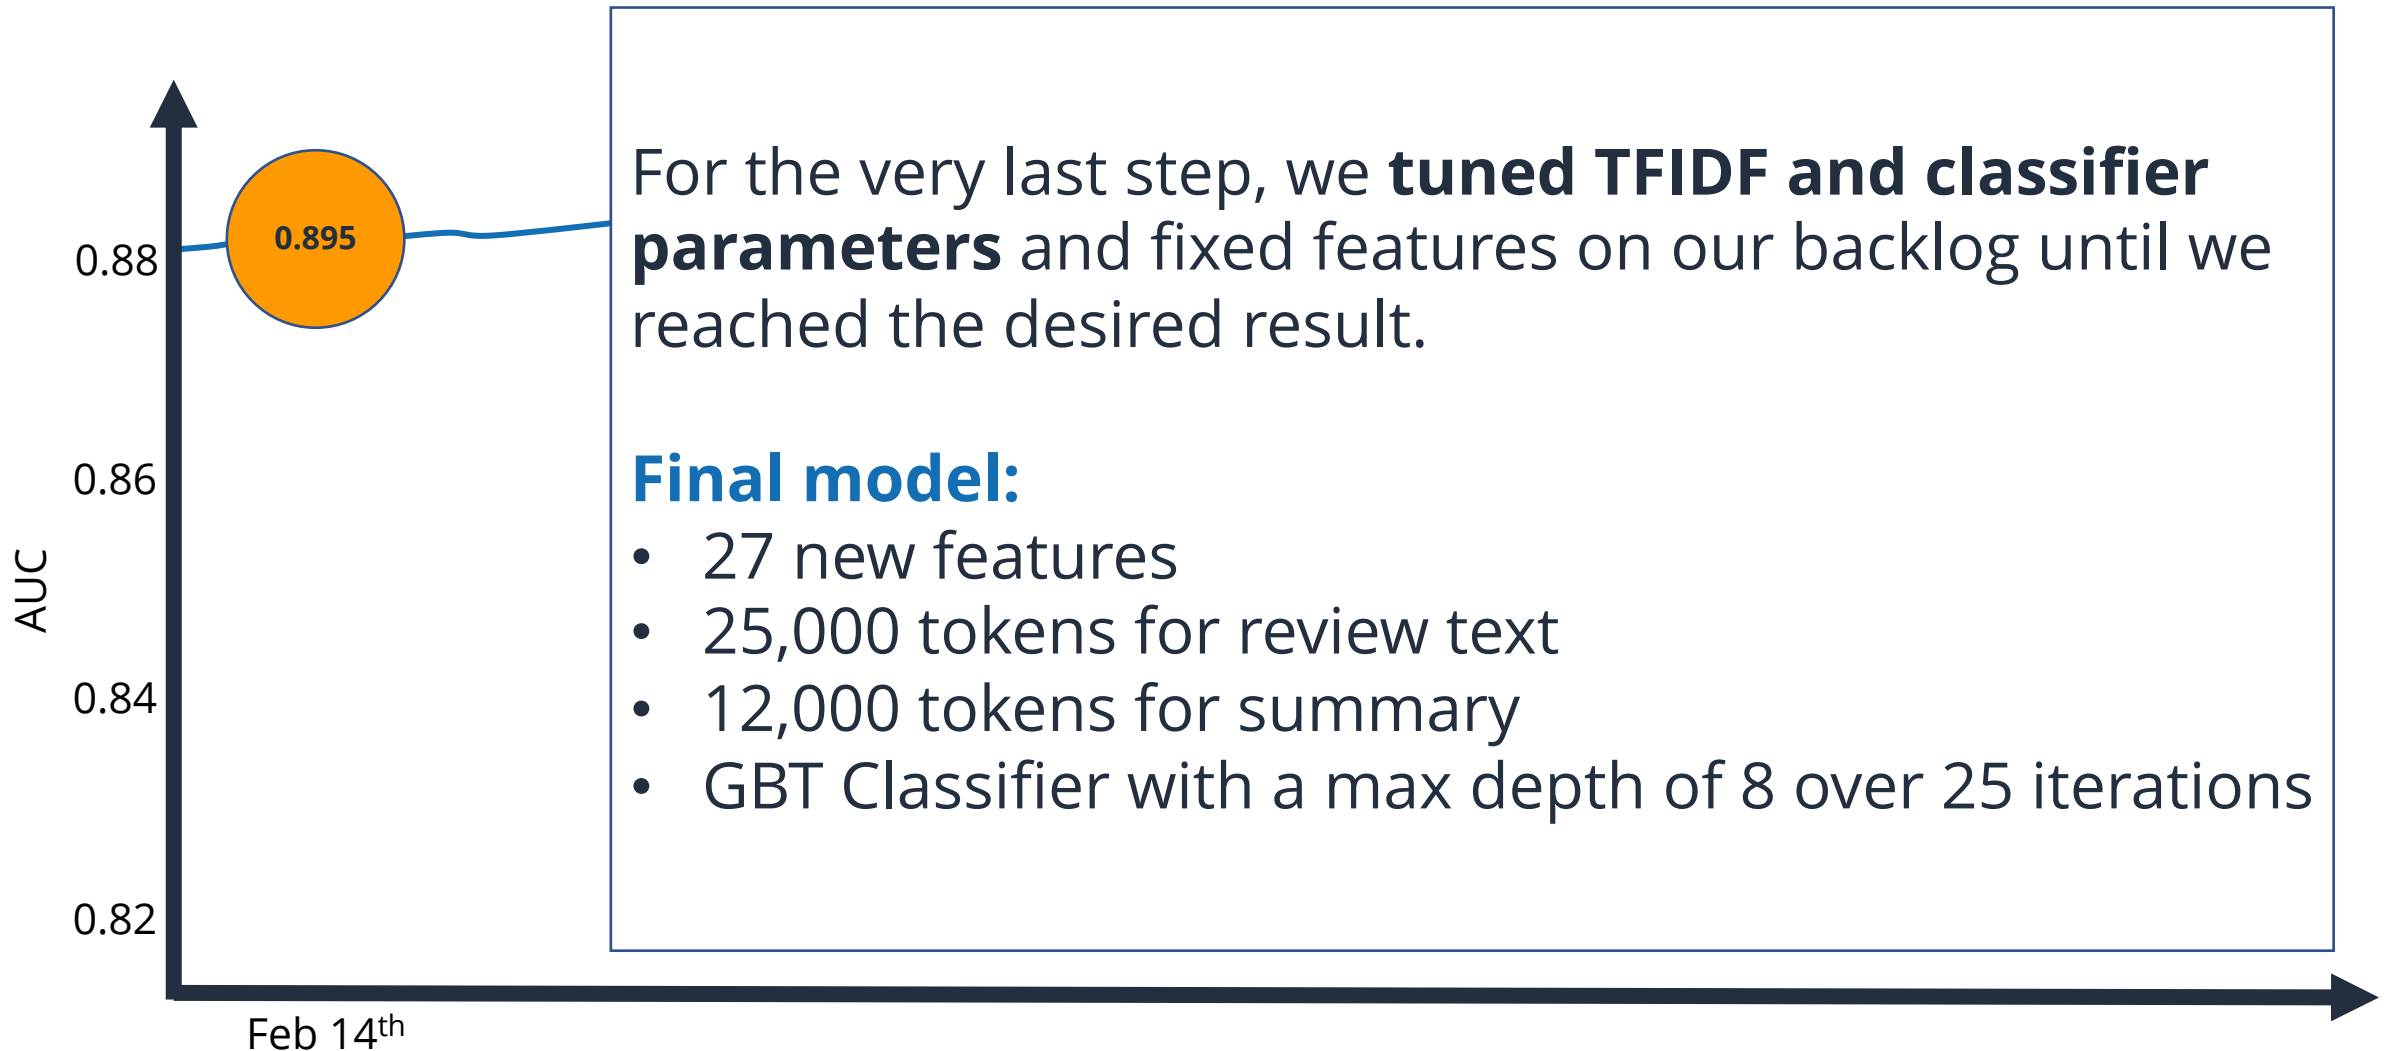 For the very last step, we tuned TFIDF and classifier
parameters and fixed features on our backlog until we
reached the desired result.
Final model:
• 27 new features
• 25,000 tokens for review text
• 12,000 tokens for summary
• GBT Classifier with a max depth of 8 over 25 iterations
0.895
0.88
0.86
0.84
0.82
AUC
Feb 14th